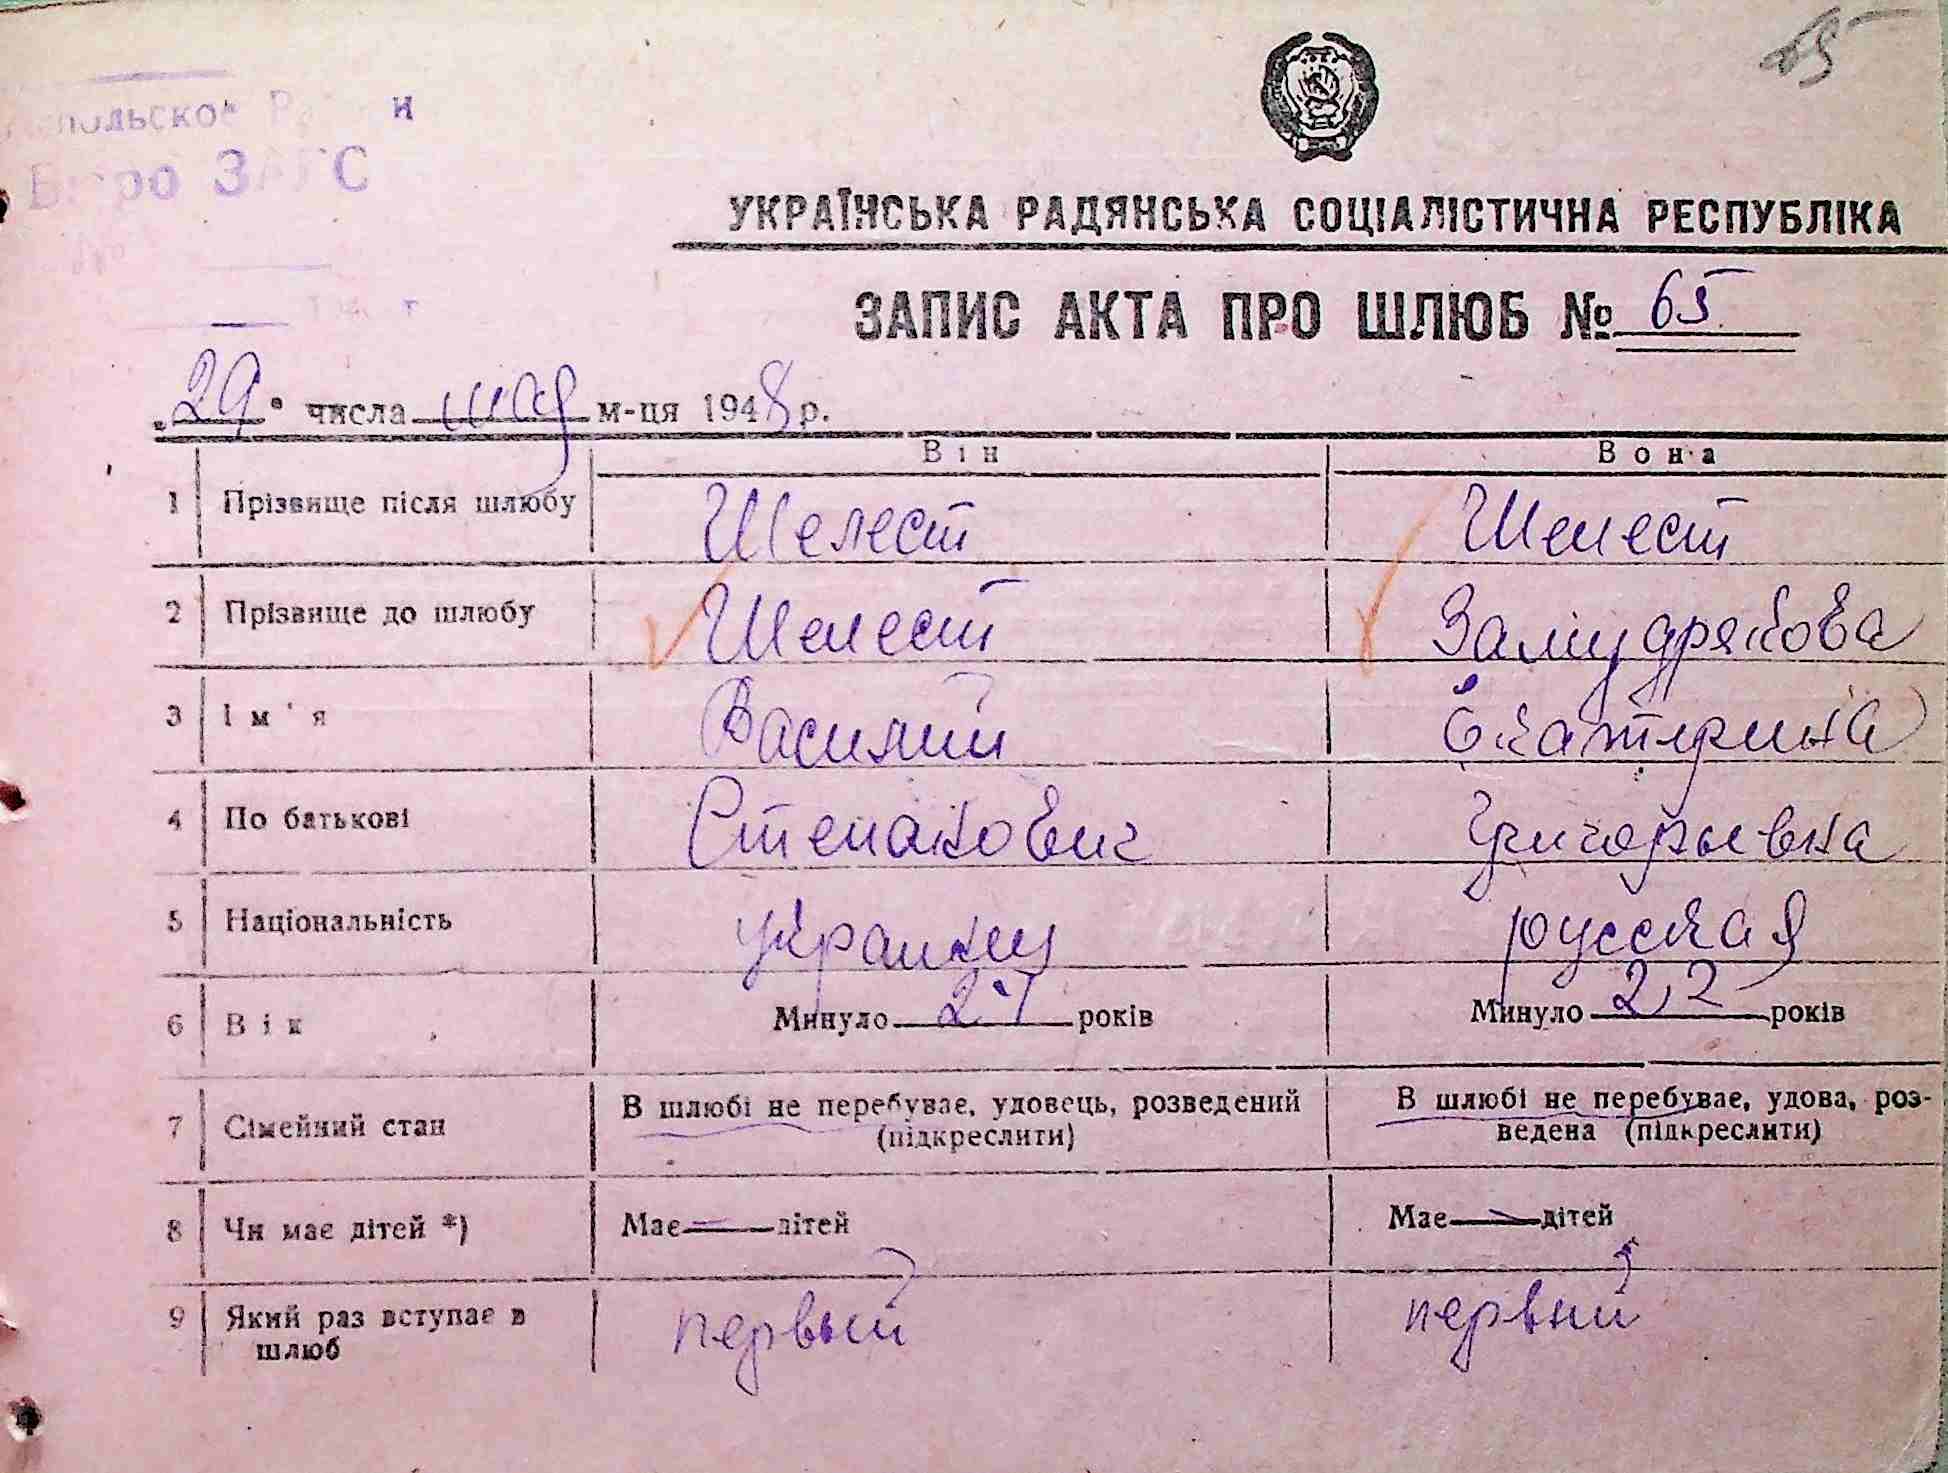 65
Бюро ЗАГС
УКРАЇНСЬКА РАДЯНСЬКА СОЦІАЛІСТИЧНА РЕСПУБЛІКА
ЗАПИС АКТА ПРО ШЛЮБ № 65
„29" числа мая м-ця 1948 р.
Він Вона
1 Прізвище після шлюбу Шелест Шелест
2 Прізвище до шлюбу Шелест Замудрякова
3 Ім'я Василий Екатерина
4 По батькові Степанович Григорьевна
5 Національність украинец русская
6 Вік Минуло 27 років Минуло 22 років
7 Сімейний стан В шлюбі не перебуває, удовець, розведений (підкреслити) В шлюбі не перебуває, удова, роз-
ведена (підкреслити)
8 Чи має дітей *) Має — дітей Має — дітей
9 Який раз вступає в первый первый
шлюб